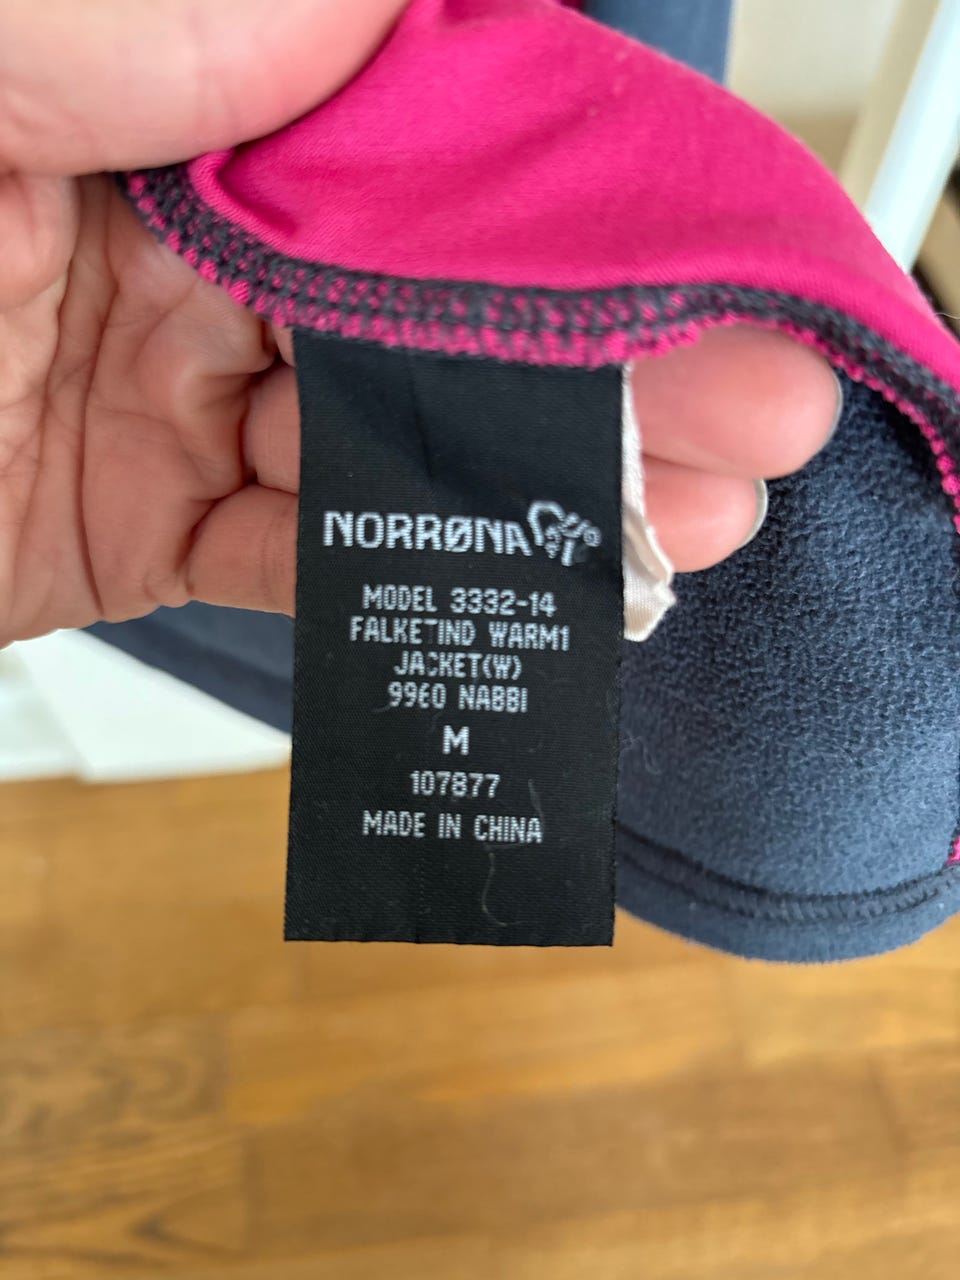 NORRØNA
MODEL 3332-14
FALKETIND WARM1
JACKET(W)
9960 NABBI
M
107877
MADE IN CHINA